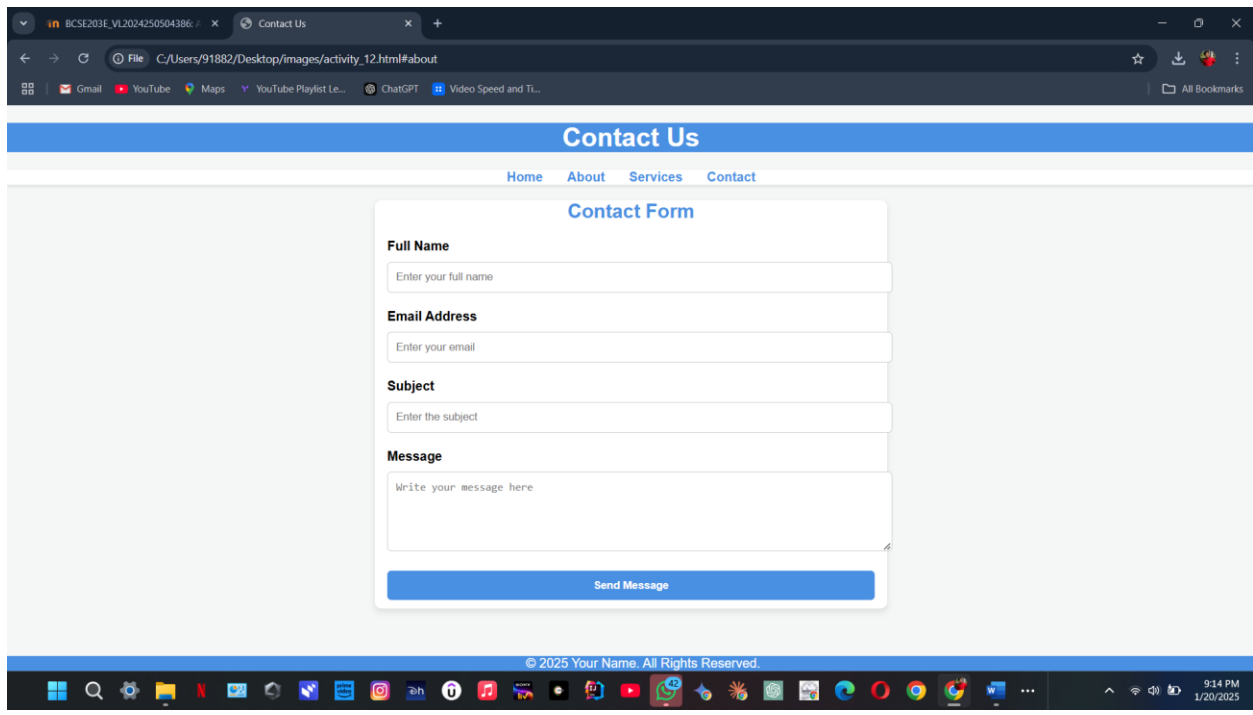 BCSE203E_VL2024250504386: A
Contact Us
File C:/Users/91882/Desktop/images/activity_12.html#about
Gmail YouTube Maps YouTube Playlist Le... ChatGPT Video Speed and Ti... All Bookmarks
Contact Us
Home About Services Contact
Contact Form
Full Name
Enter your full name
Email Address
Enter your email
Subject
Enter the subject
Message
Write your message here
Send Message
© 2025 Your Name. All Rights Reserved.
42
9:14 PM
1/20/2025